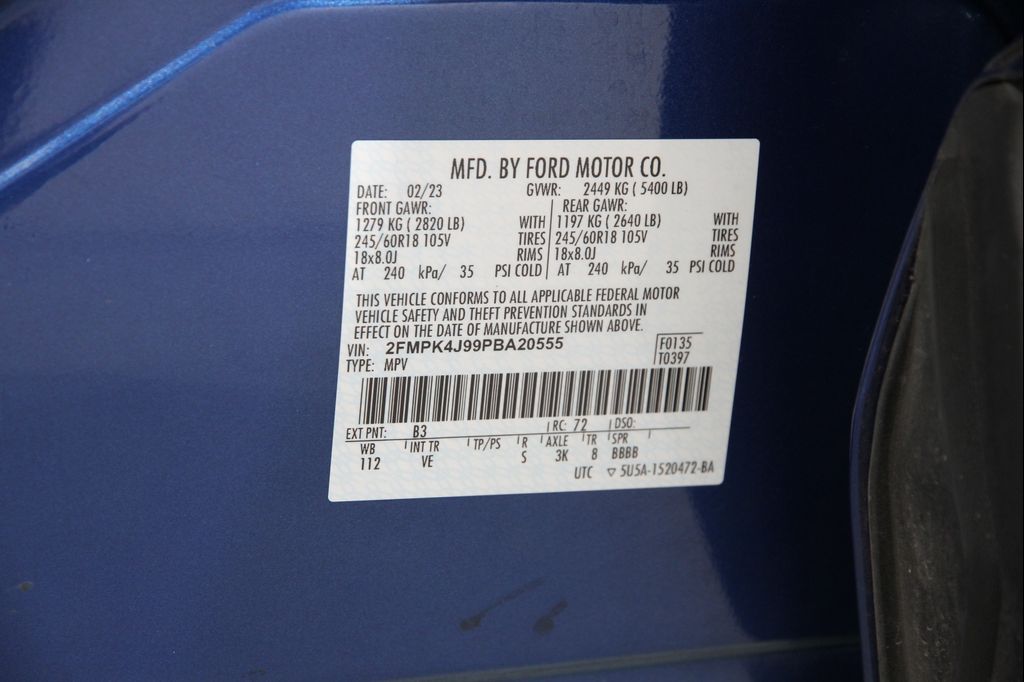 MFD. BY FORD MOTOR CO.
DATE: 02/23 GVWR: 2449 KG ( 5400 LB)
FRONT GAWR: REAR GAWR:
1279 KG ( 2820 LB) WITH 1197 KG ( 2640 LB) WITH
245/60R18 105V TIRES 245/60R18 105V TIRES
18x8.0J RIMS 18x8.0J RIMS
AT 240 kPa/ 35 PSI COLD AT 240 kPa/ 35 PSI COLD
THIS VEHICLE CONFORMS TO ALL APPLICABLE FEDERAL MOTOR
VEHICLE SAFETY AND THEFT PREVENTION STANDARDS IN
EFFECT ON THE DATE OF MANUFACTURE SHOWN ABOVE.
VIN: 2FMPK4J99PBA20555 F0135
TYPE: MPV T0397
EXT PNT: B3 RC: 72 DSO:
WB INT TR TP/PS R AXLE TR SPR
112 VE S 3K 8 BBBB
UTC ▽ 5U5A-1520472-BA